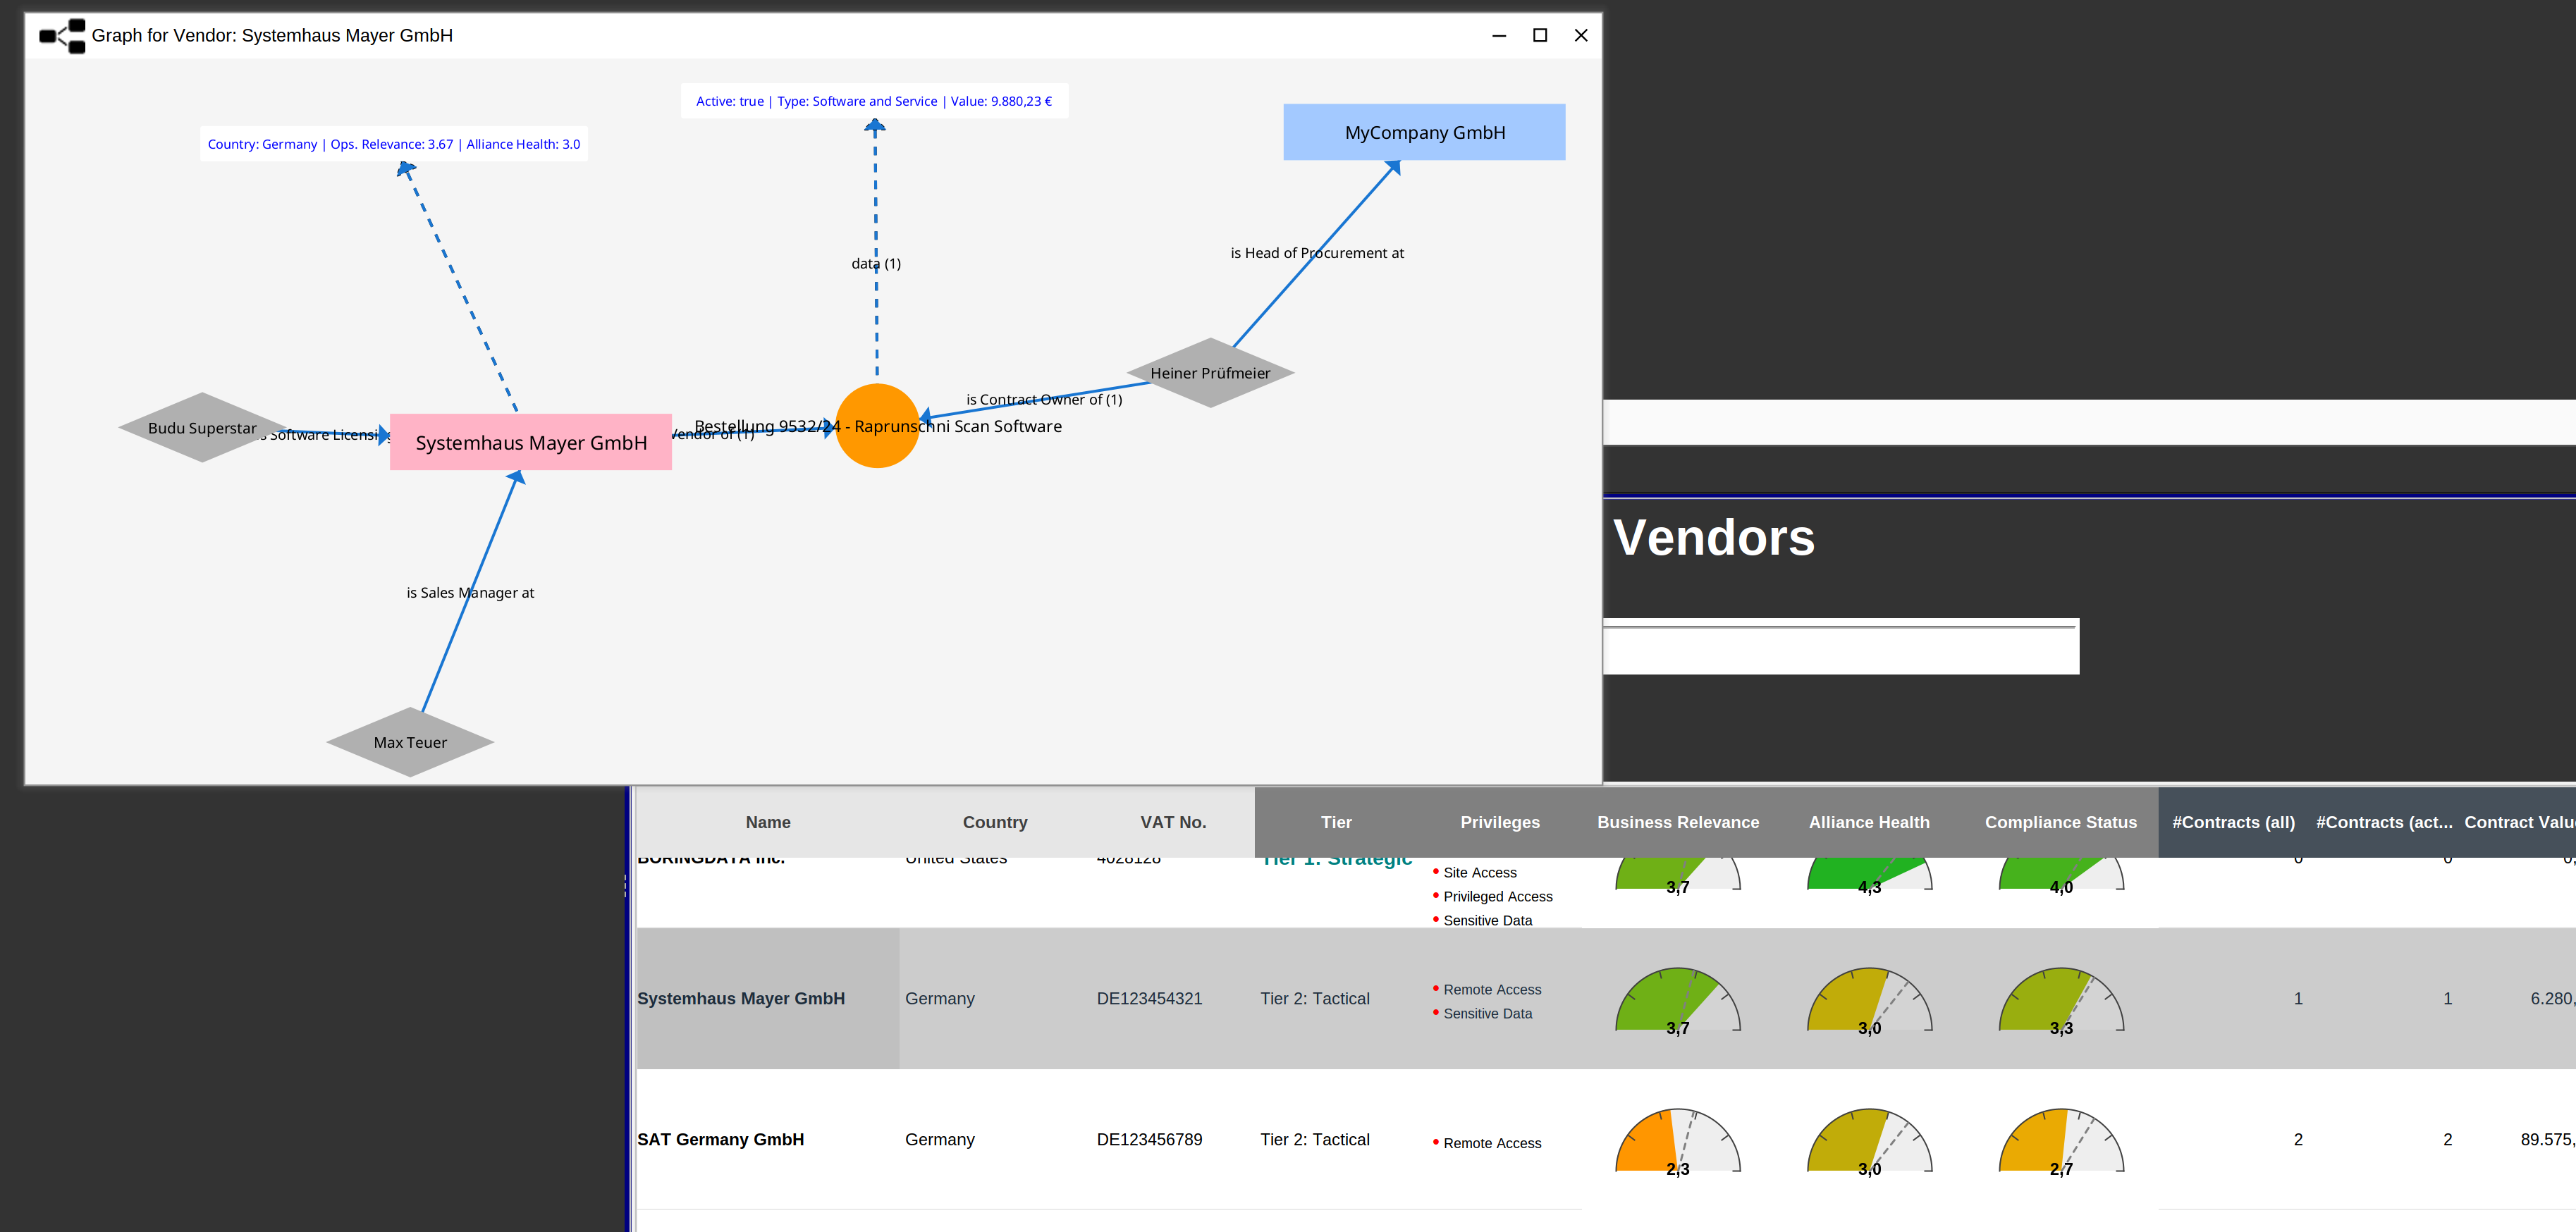 Graph for Vendor: Systemhaus Mayer GmbH
Active: true | Type: Software and Service | Value: 9.880,23 €
Country: Germany | Ops. Relevance: 3.67 | Alliance Health: 3.0
MyCompany GmbH
is Head of Procurement at
data (1)
Heiner Prüfmeier
is Contract Owner of (1)
Budu Superstar
Software Licensing
Systemhaus Mayer GmbH
Vendor of (1)
Bestellung 9532/24 - Raprunschni Scan Software
is Sales Manager at
Max Teuer
Vendors
Name Country VAT No. Tier Privileges Business Relevance Alliance Health Compliance Status #Contracts (all) #Contracts (act... Contract Valu
BORINGDATA Inc. United States 4028128 Tier 1: Strategic 0 0 0,
• Site Access
• Privileged Access
3,7 4,3 4,0
• Sensitive Data
Systemhaus Mayer GmbH Germany DE123454321 Tier 2: Tactical 1 1 6.280,
• Remote Access
• Sensitive Data
3,7 3,0 3,3
SAT Germany GmbH Germany DE123456789 Tier 2: Tactical • Remote Access 2 2 89.575,
2,3 3,0 2,7